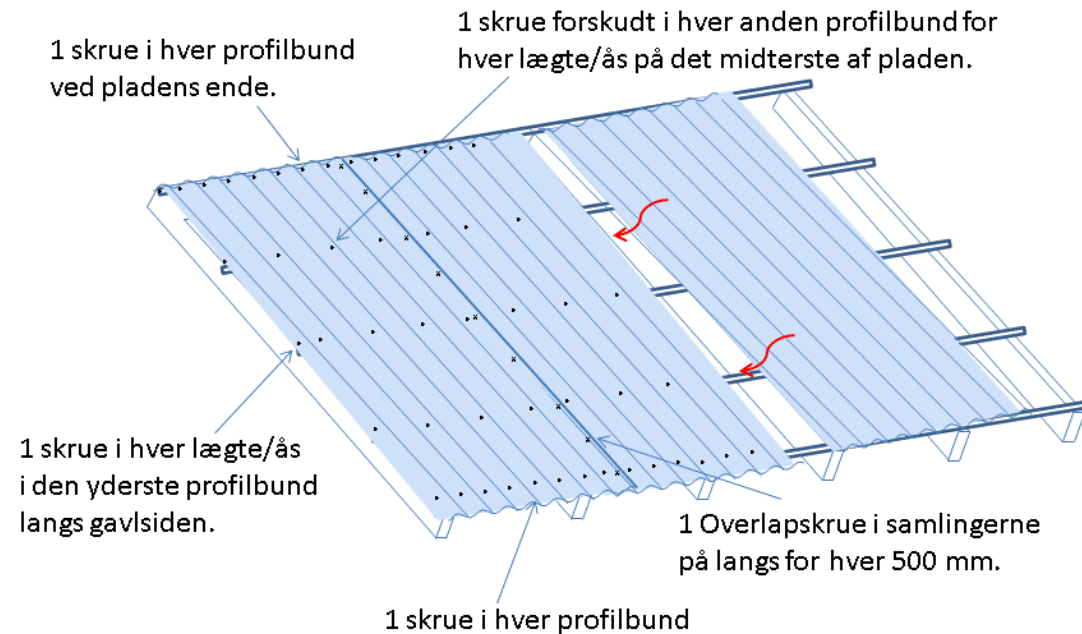 1 skrue i hver profilbund
ved pladens ende.
1 skrue forskudt i hver anden profilbund for
hver lægte/ås på det midterste af pladen.
1 skrue i hver lægte/ås
i den yderste profilbund
langs gavlsiden.
1 Overlapskrue i samlingerne
på langs for hver 500 mm.
1 skrue i hver profilbund